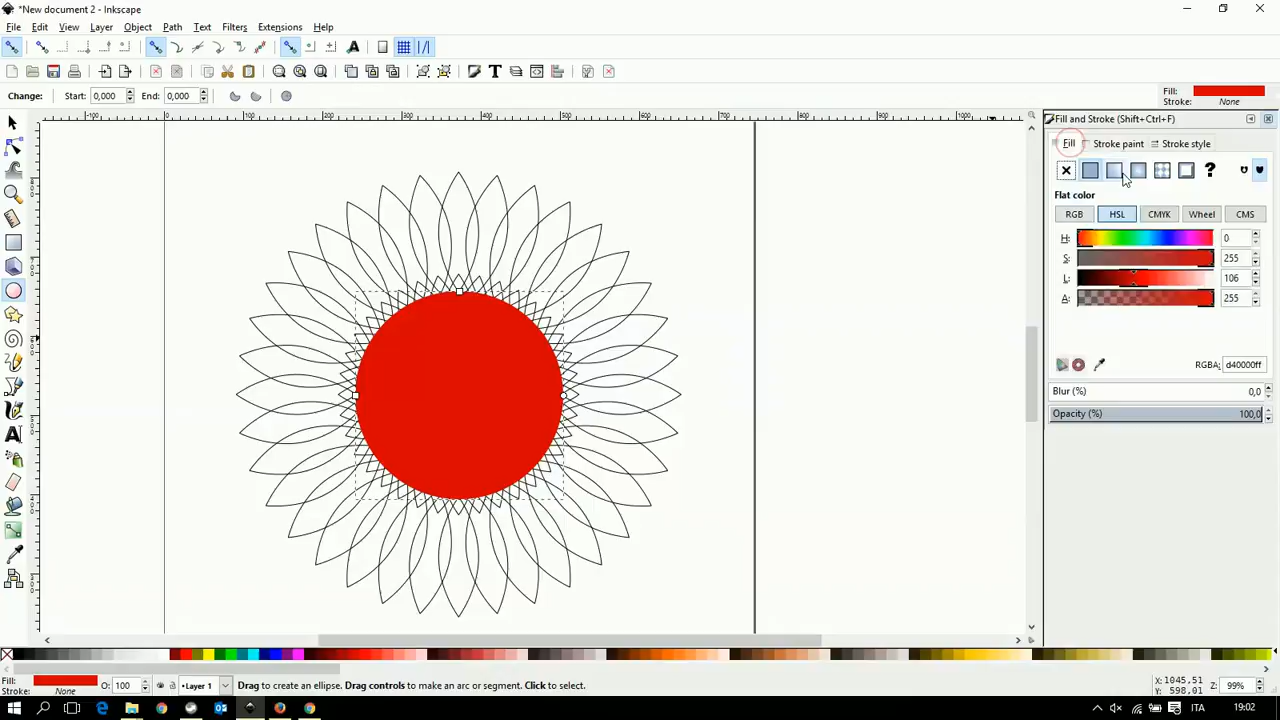 *New document 2 - Inkscape
File Edit View Layer Object Path Text Filters Extensions Help
Change: Start: 0,000 End: 0,000
Fill:
Stroke: None
Fill and Stroke (Shift+Ctrl+F)
Fill Stroke paint Stroke style
Flat color
RGB HSL CMYK Wheel CMS
H: 0
S: 255
L: 106
A: 255
RGBA: d40000ff
Blur (%) 0,0
Opacity (%) 100,0
Fill:
Stroke: None
O: 100
•Layer 1
Drag to create an ellipse. Drag controls to make an arc or segment. Click to select.
X: 1045.51
Y: 598,01
Z: 99%
ITA 19:02